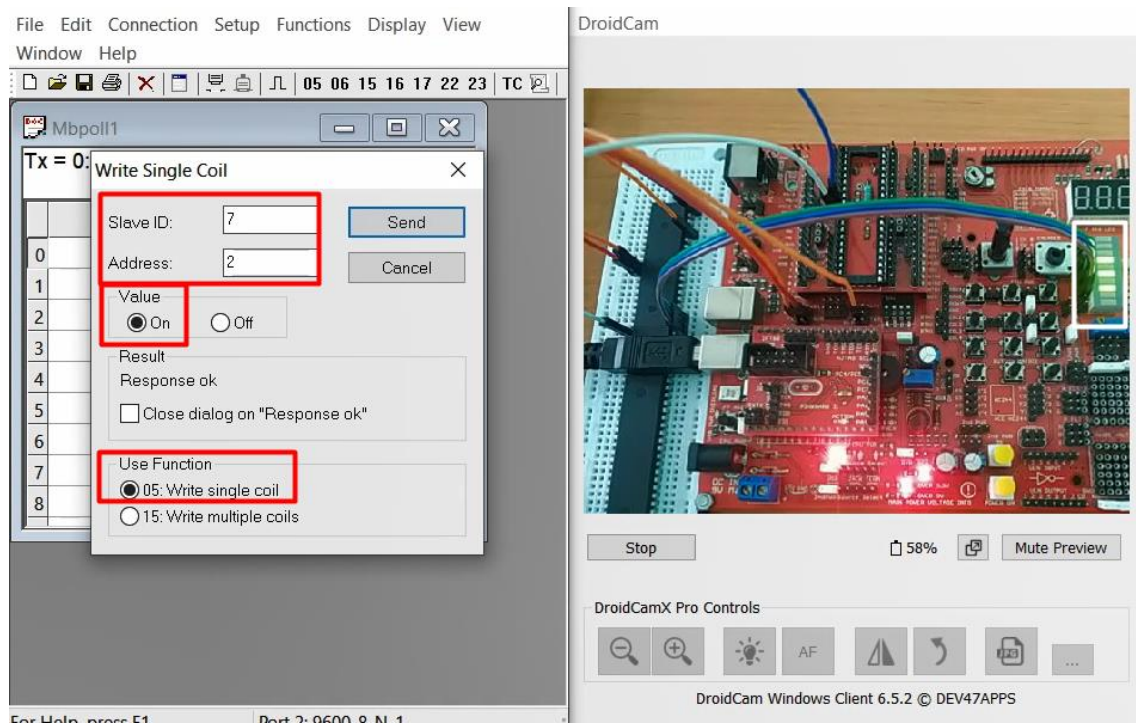 File Edit Connection Setup Functions Display View
Window Help
05 06 15 16 17 22 23 TC
Mbpoll1
Tx = 0:
Write Single Coil
Slave ID: 7
Send
Address: 2
Cancel
Value
On Off
Result
Response ok
Close dialog on "Response ok"
Use Function
05: Write single coil
15: Write multiple coils
0
1
2
3
4
5
6
7
8
For Help, press F1. Port 2: 9600-8-N-1
DroidCam
Stop
58%
Mute Preview
DroidCamX Pro Controls
AF
JPG
...
DroidCam Windows Client 6.5.2 © DEV47APPS